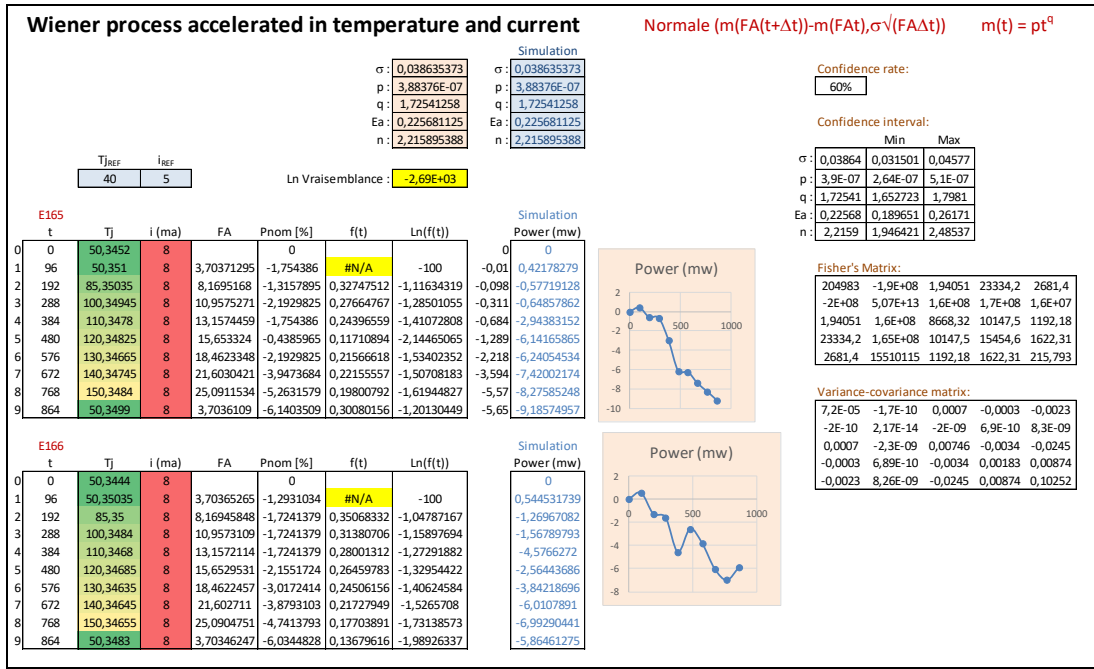 Wiener process accelerated in temperature and current
Normale (m(FA(t+Δt))-m(FAt),σ√(FAΔt)) m(t) = pt^q
Simulation
σ : 0,038635373 σ : 0,038635373
p : 3,88376E-07 p : 3,88376E-07
q : 1,72541258 q : 1,72541258
Ea : 0,225681125 Ea : 0,225681125
n : 2,215895388 n : 2,215895388
Confidence rate:
60%
Confidence interval:
Min Max
σ : 0,03864 0,031501 0,04577
p : 3,9E-07 2,64E-07 5,1E-07
q : 1,72541 1,652723 1,7981
Ea : 0,22568 0,189651 0,26171
n : 2,2159 1,946421 2,48537
TjREF iREF
40 5
Ln Vraisemblance : -2,69E+03
E165 Simulation
t Tj i (ma) FA Pnom [%] f(t) Ln(f(t)) Power (mw)
0 0 50,3452 8 0 0 0
1 96 50,351 8 3,70371295 -1,754386 #N/A -100 -0,01 0,42178279
2 192 85,35035 8 8,1695168 -1,3157895 0,32747512 -1,11634319 -0,098 -0,57719128
3 288 100,34945 8 10,9575271 -2,1929825 0,27664767 -1,28501055 -0,311 -0,64857862
4 384 110,3478 8 13,1574459 -1,754386 0,24396559 -1,41072808 -0,684 -2,94383152
5 480 120,34825 8 15,653324 -0,4385965 0,11710894 -2,14465065 -1,289 -6,14165865
6 576 130,34665 8 18,4623348 -2,1929825 0,21566618 -1,53402352 -2,218 -6,24054534
7 672 140,34745 8 21,6030421 -3,9473684 0,22155557 -1,50708183 -3,594 -7,42002174
8 768 150,3484 8 25,0911534 -5,2631579 0,19800792 -1,61944827 -5,57 -8,27585248
9 864 50,3499 8 3,7036109 -6,1403509 0,30080156 -1,20130449 -5,65 -9,18574957
Power (mw)
2
0
-2
-4
-6
-8
-10
0 500 1000
Fisher's Matrix:
204983 -1,9E+08 1,94051 23334,2 2681,4
-2E+08 5,07E+13 1,6E+08 1,7E+08 1,6E+07
1,94051 1,6E+08 8668,32 10147,5 1192,18
23334,2 1,65E+08 10147,5 15454,6 1622,31
2681,4 15510115 1192,18 1622,31 215,793
Variance-covariance matrix:
7,2E-05 -1,7E-10 0,0007 -0,0003 -0,0023
-2E-10 2,17E-14 -2E-09 6,9E-10 8,3E-09
0,0007 -2,3E-09 0,00746 -0,0034 -0,0245
-0,0003 6,89E-10 -0,0034 0,00183 0,00874
-0,0023 8,26E-09 -0,0245 0,00874 0,10252
E166 Simulation
t Tj i (ma) FA Pnom [%] f(t) Ln(f(t)) Power (mw)
0 0 50,3444 8 0 0
1 96 50,35035 8 3,70365265 -1,2931034 #N/A -100 0,544531739
2 192 85,35 8 8,16945848 -1,7241379 0,35068332 -1,04787167 -1,26967082
3 288 100,3484 8 10,9573109 -1,7241379 0,31380706 -1,15897694 -1,56789793
4 384 110,3468 8 13,1572114 -1,7241379 0,28001312 -1,27291882 -4,5766272
5 480 120,34685 8 15,6529531 -2,1551724 0,26459783 -1,32954422 -2,56443686
6 576 130,34635 8 18,4622457 -3,0172414 0,24506156 -1,40624584 -3,84218696
7 672 140,34645 8 21,602711 -3,8793103 0,21727949 -1,5265708 -6,0107891
8 768 150,34655 8 25,0904751 -4,7413793 0,17703891 -1,73138573 -6,99290441
9 864 50,3483 8 3,70346247 -6,0344828 0,13679616 -1,98926337 -5,86461275
Power (mw)
2
0
-2
-4
-6
-8
0 500 1000